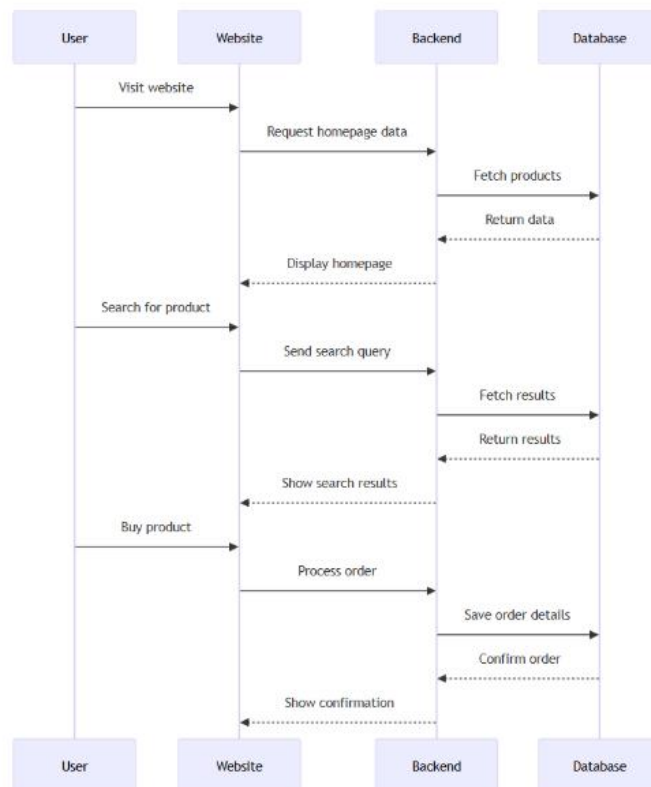 User
Website
Backend
Database
Visit website
Request homepage data
Fetch products
Return data
Display homepage
Search for product
Send search query
Fetch results
Return results
Show search results
Buy product
Process order
Save order details
Confirm order
Show confirmation
User
Website
Backend
Database